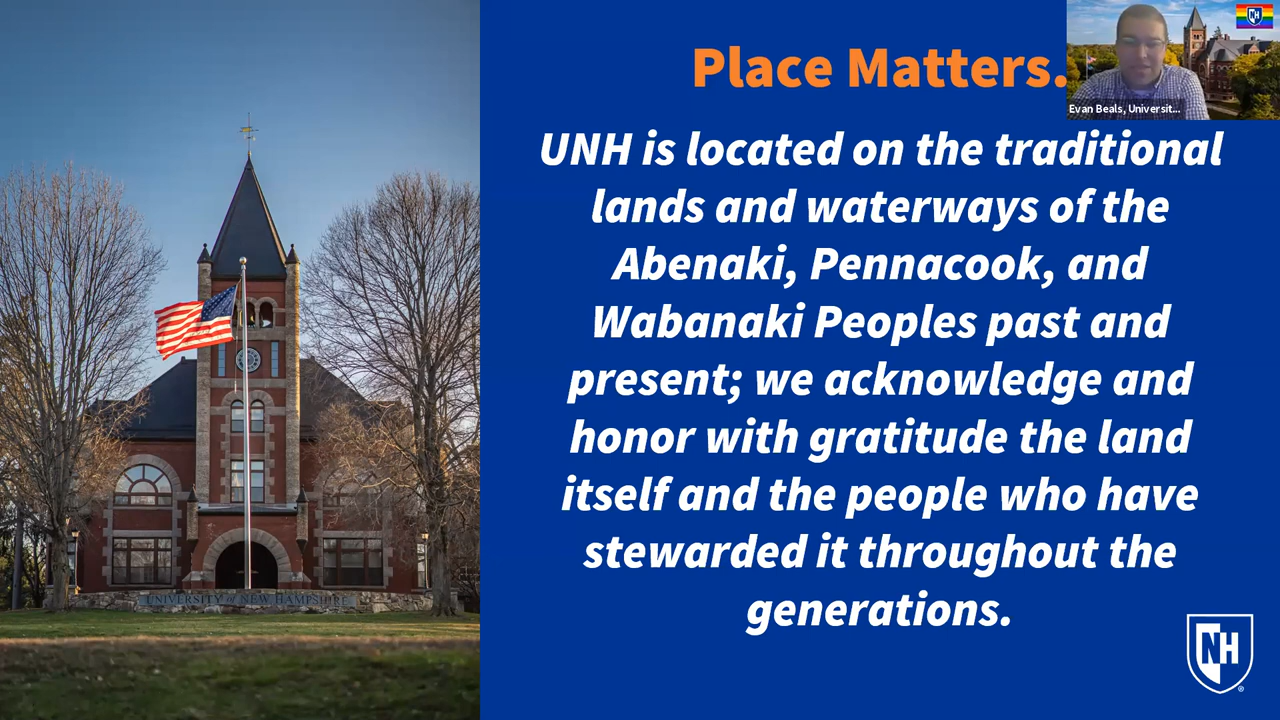 Place Matters.
Evan Beals, Universit...
UNH is located on the traditional
lands and waterways of the
Abenaki, Pennacook, and
Wabanaki Peoples past and
present; we acknowledge and
honor with gratitude the land
itself and the people who have
stewarded it throughout the
generations.
UNIVERSITY of NEW HAMPSHIRE
NH
NH